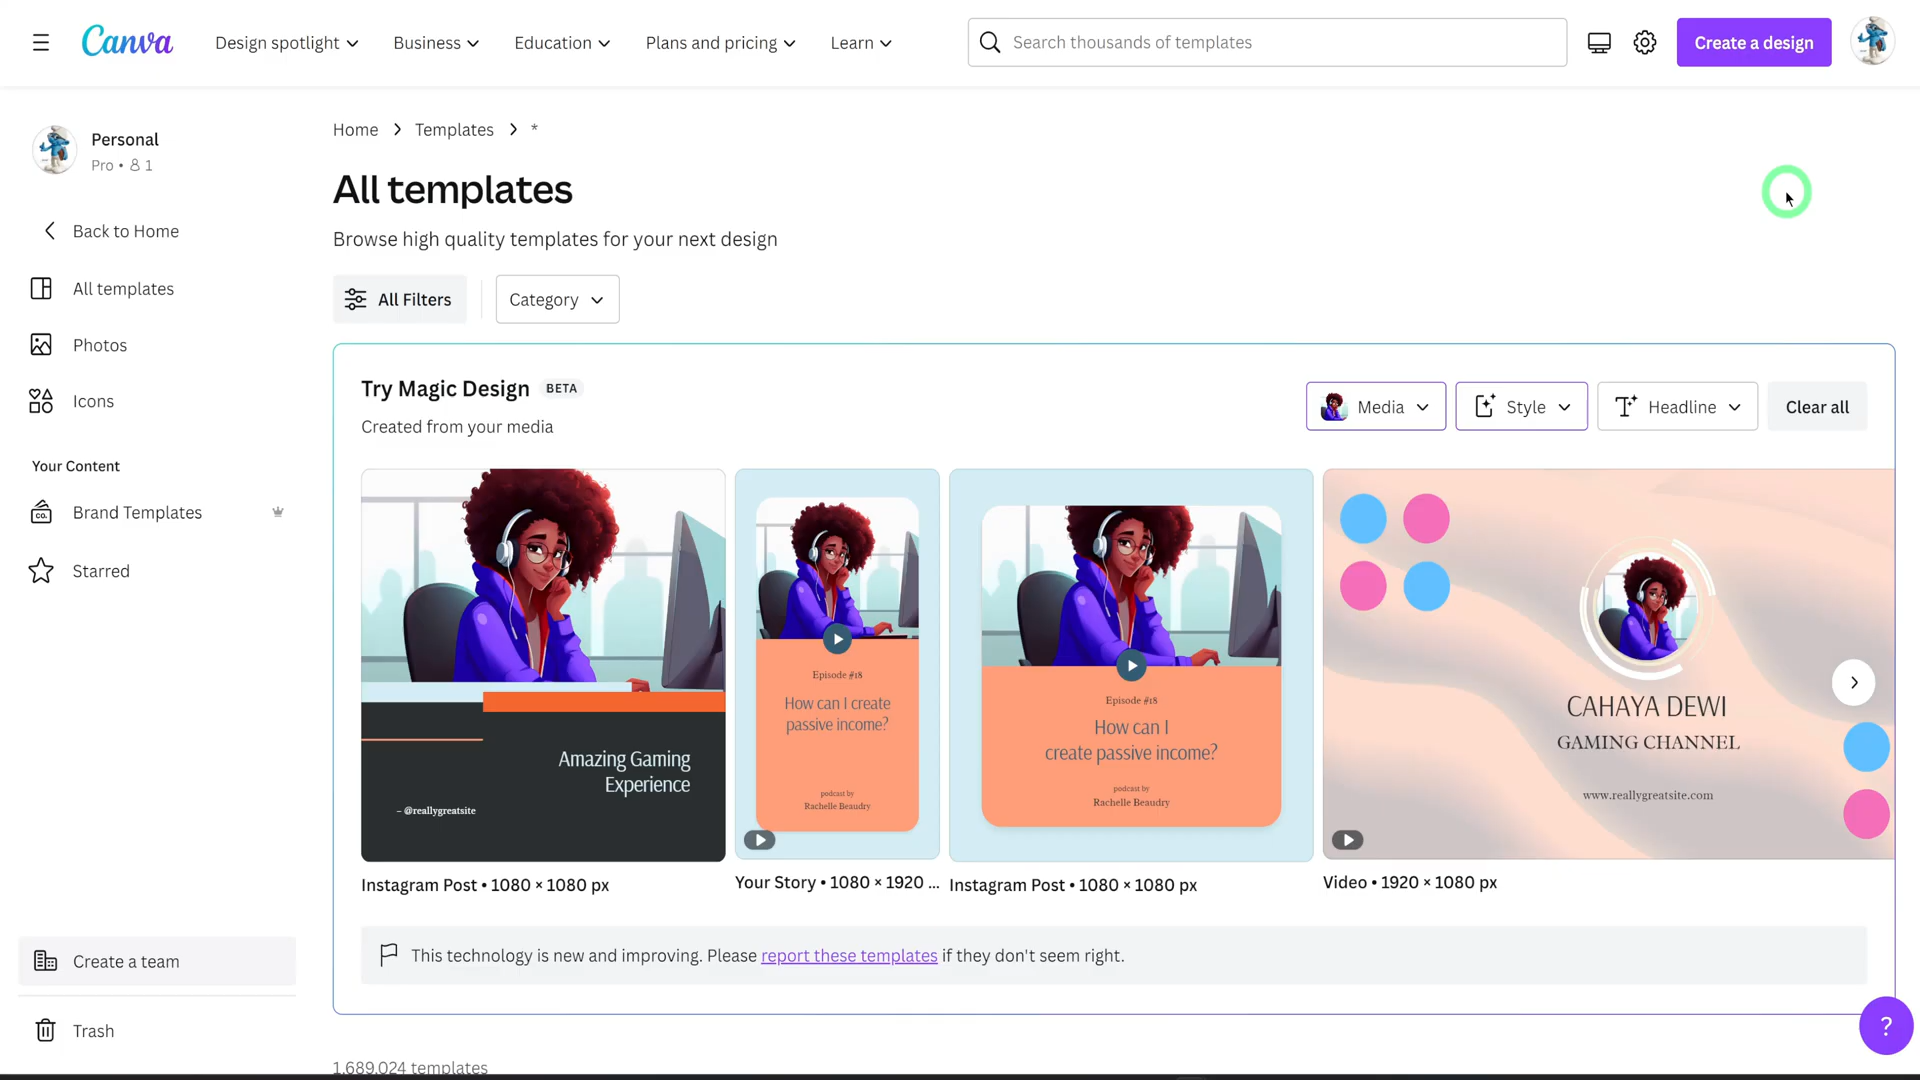 Canva
Design spotlight
Business
Education
Plans and pricing
Learn
Search thousands of templates
Create a design
Personal
Pro • 1
Back to Home
All templates
Photos
Icons
Your Content
Brand Templates
Starred
Create a team
Trash
Home > Templates > *
All templates
Browse high quality templates for your next design
All Filters
Category
Try Magic Design BETA
Created from your media
Media
Style
Headline
Clear all
Amazing Gaming
Experience
– @reallygreatsite
Instagram Post • 1080 × 1080 px
Episode #18
How can I create
passive income?
podcast by
Rachelle Beaudry
Your Story • 1080 × 1920 ...
Episode #18
How can I
create passive income?
podcast by
Rachelle Beaudry
Instagram Post • 1080 × 1080 px
CAHAYA DEWI
GAMING CHANNEL
www.reallygreatsite.com
Video • 1920 × 1080 px
This technology is new and improving. Please report these templates if they don't seem right.
?
1,689,024 templates
CO.